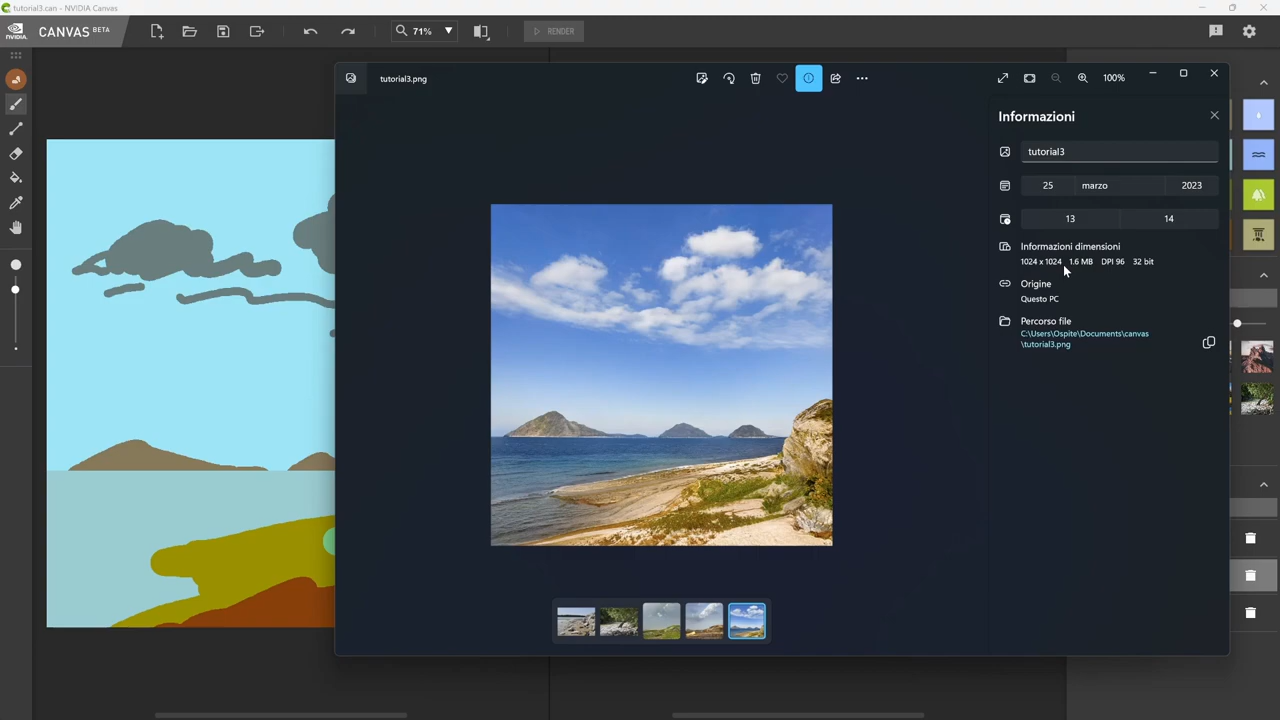 tutorial3.can - NVIDIA Canvas
NVIDIA
CANVAS BETA
71%
RENDER
tutorial3.png
100%
Informazioni
tutorial3
25 marzo 2023
13 14
Informazioni dimensioni
1024 x 1024 1.6 MB DPI 96 32 bit
Origine
Questo PC
Percorso file
C:\Users\Ospite\Documents\canvas
\tutorial3.png